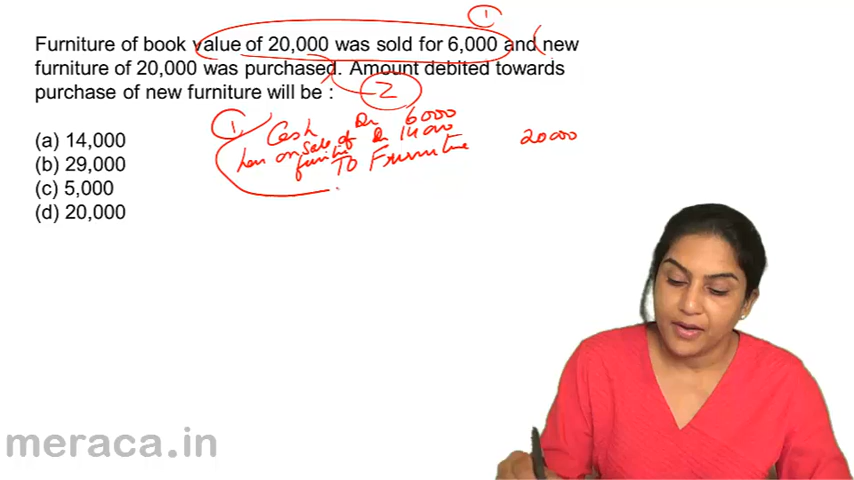 ①
Furniture of book value of 20,000 was sold for 6,000 and new
furniture of 20,000 was purchased. Amount debited towards
purchase of new furniture will be :
②
① Cash Dr 6000
on sale of furniture Dr 14000
To Furniture 20000
(a) 14,000
(b) 29,000
(c) 5,000
(d) 20,000
meraca.in